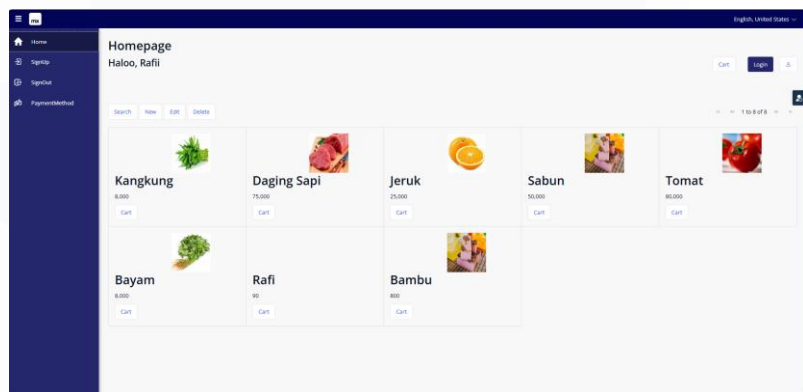 mx
English, United States
Home
SignUp
SignOut
PaymentMethod
Homepage
Haloo, Rafii
Cart
Login
Search
New
Edit
Delete
1 to 8 of 8
Kangkung
8,000
Cart
Daging Sapi
75,000
Cart
Jeruk
25,000
Cart
Sabun
50,000
Cart
Tomat
80,000
Cart
Bayam
8,000
Cart
Rafi
90
Cart
Bambu
800
Cart